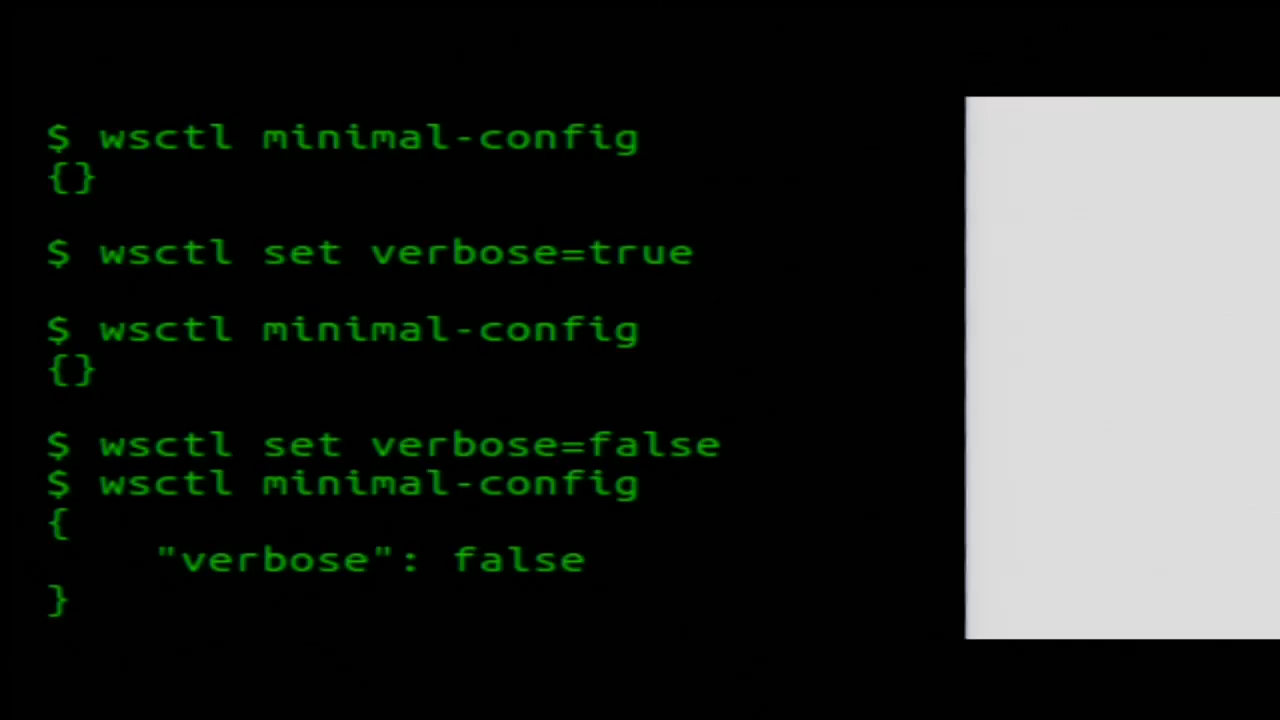 $ wsctl minimal-config
{}
$ wsctl set verbose=true
$ wsctl minimal-config
{}
$ wsctl set verbose=false
$ wsctl minimal-config
{
    "verbose": false
}